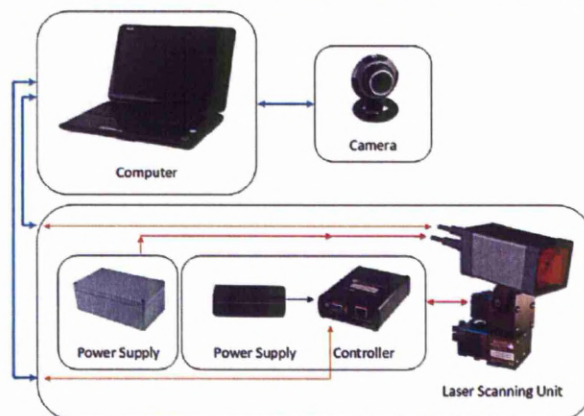 Computer
Camera
Power Supply
Power Supply
Controller
Laser Scanning Unit